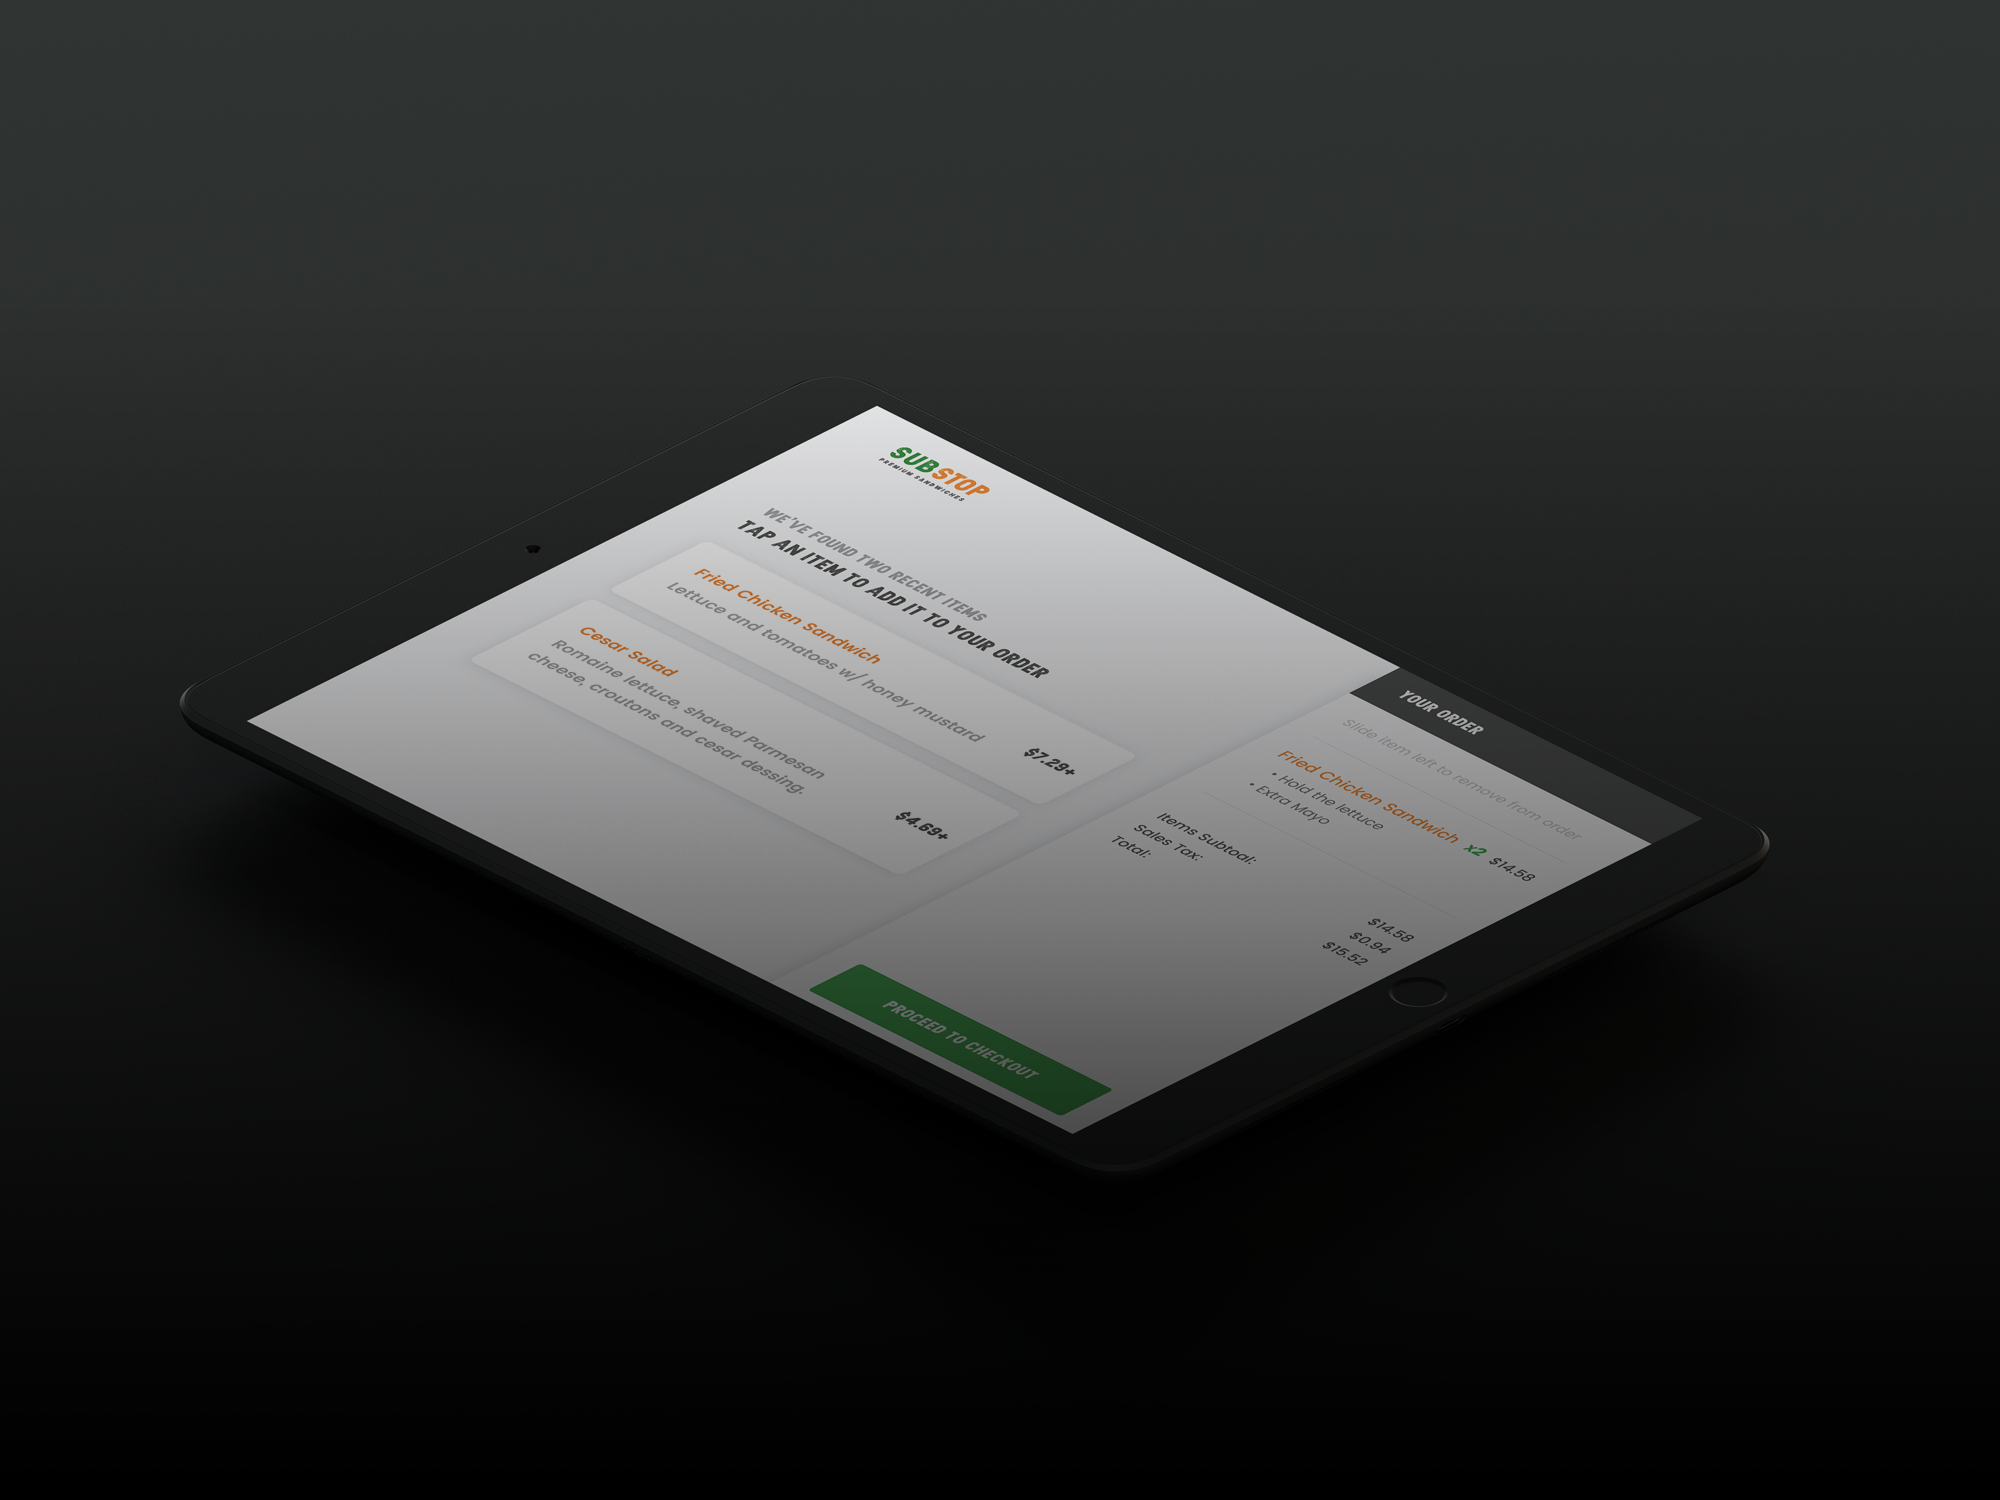 SUBSTOP
PREMIUM SANDWICHES
WE'VE FOUND TWO RECENT ITEMS
TAP AN ITEM TO ADD IT TO YOUR ORDER
Fried Chicken Sandwich
Lettuce and tomatoes w/ honey mustard
$7.29+
Cesar Salad
Romaine lettuce, shaved Parmesan
cheese, croutons and cesar dessing.
$4.69+
YOUR ORDER
Slide item left to remove from order
Fried Chicken Sandwich x2 $14.58
• Hold the lettuce
• Extra Mayo
Items Subtoal: $14.58
Sales Tax: $0.94
Total: $15.52
PROCEED TO CHECKOUT